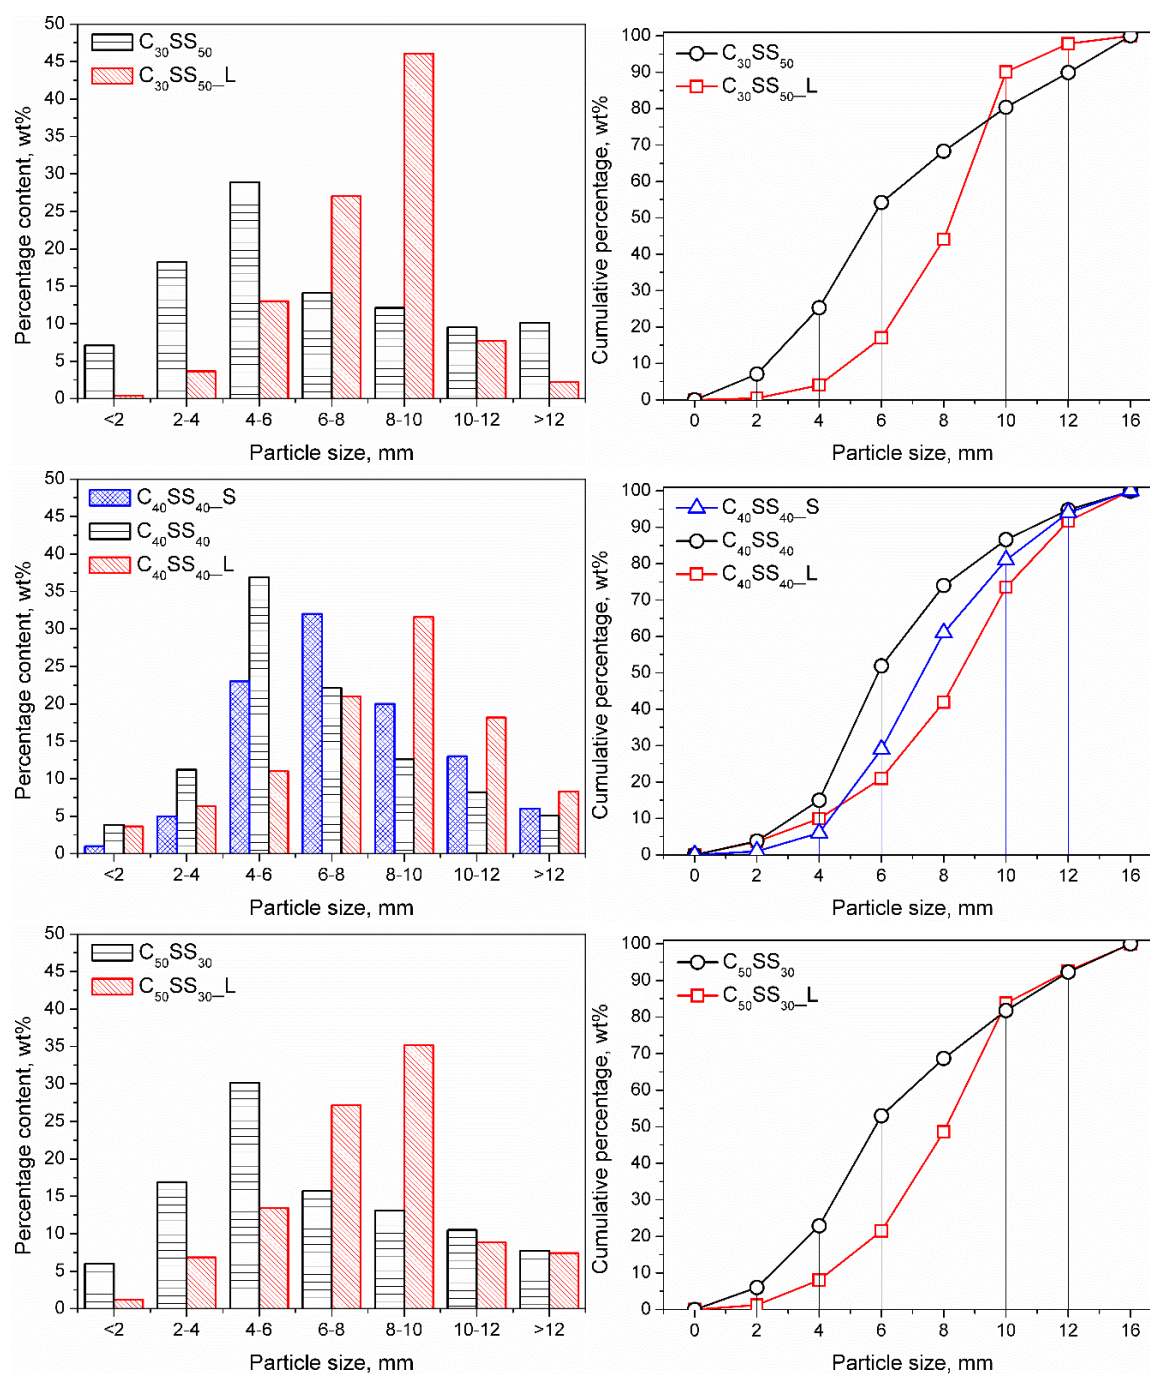 50
45
40
35
30
25
20
15
10
5
0
Percentage content, wt%
C30SS50
C30SS50_L
<2 2-4 4-6 6-8 8-10 10-12 >12
Particle size, mm
100
90
80
70
60
50
40
30
20
10
0
Cumulative percentage, wt%
C30SS50
C30SS50_L
0 2 4 6 8 10 12 16
Particle size, mm
50
45
40
35
30
25
20
15
10
5
0
Percentage content, wt%
C40SS40_S
C40SS40
C40SS40_L
<2 2-4 4-6 6-8 8-10 10-12 >12
Particle size, mm
100
90
80
70
60
50
40
30
20
10
0
Cumulative percentage, wt%
C40SS40_S
C40SS40
C40SS40_L
0 2 4 6 8 10 12 16
Particle size, mm
50
45
40
35
30
25
20
15
10
5
0
Percentage content, wt%
C50SS30
C50SS30_L
<2 2-4 4-6 6-8 8-10 10-12 >12
Particle size, mm
100
90
80
70
60
50
40
30
20
10
0
Cumulative percentage, wt%
C50SS30
C50SS30_L
0 2 4 6 8 10 12 16
Particle size, mm